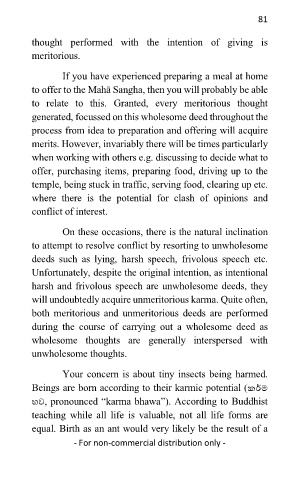 81
thought performed with the intention of giving is
meritorious.
If you have experienced preparing a meal at home
to offer to the Mahā Sangha, then you will probably be able
to relate to this. Granted, every meritorious thought
generated, focussed on this wholesome deed throughout the
process from idea to preparation and offering will acquire
merits. However, invariably there will be times particularly
when working with others e.g. discussing to decide what to
offer, purchasing items, preparing food, driving up to the
temple, being stuck in traffic, serving food, clearing up etc.
where there is the potential for clash of opinions and
conflict of interest.
On these occasions, there is the natural inclination
to attempt to resolve conflict by resorting to unwholesome
deeds such as lying, harsh speech, frivolous speech etc.
Unfortunately, despite the original intention, as intentional
harsh and frivolous speech are unwholesome deeds, they
will undoubtedly acquire unmeritorious karma. Quite often,
both meritorious and unmeritorious deeds are performed
during the course of carrying out a wholesome deed as
wholesome thoughts are generally interspersed with
unwholesome thoughts.
Your concern is about tiny insects being harmed.
Beings are born according to their karmic potential (කර්ම
භව, pronounced “karma bhawa”). According to Buddhist
teaching while all life is valuable, not all life forms are
equal. Birth as an ant would very likely be the result of a
- For non-commercial distribution only -